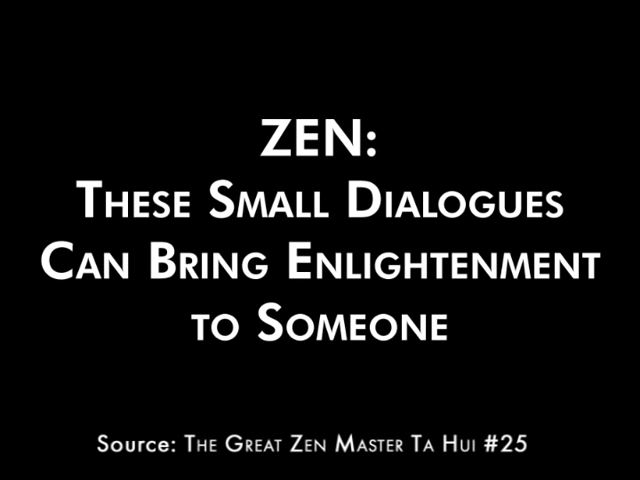 ZEN:
These Small Dialogues
Can Bring Enlightenment
to Someone
Source: The Great Zen Master Ta Hui #25